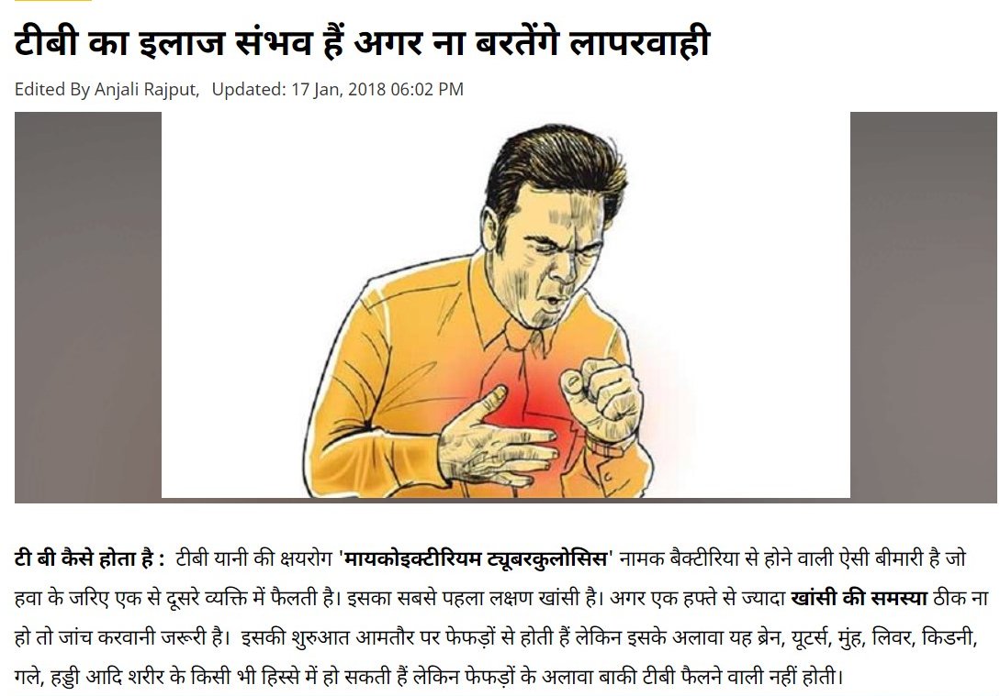 टीबी का इलाज संभव हैं अगर ना बरतेंगे लापरवाही
Edited By Anjali Rajput, Updated: 17 Jan, 2018 06:02 PM
टी बी कैसे होता है : टीबी यानी की क्षयरोग 'मायकोइक्टीरियम ट्यूबरकुलोसिस' नामक बैक्टीरिया से होने वाली ऐसी बीमारी है जो
हवा के जरिए एक से दूसरे व्यक्ति में फैलती है। इसका सबसे पहला लक्षण खांसी है। अगर एक हफ्ते से ज्यादा खांसी की समस्या ठीक ना
हो तो जांच करवानी जरूरी है। इसकी शुरुआत आमतौर पर फेफड़ों से होती हैं लेकिन इसके अलावा यह ब्रेन, यूटर्स, मुंह, लिवर, किडनी,
गले, हड्डी आदि शरीर के किसी भी हिस्से में हो सकती हैं लेकिन फेफड़ों के अलावा बाकी टीबी फैलने वाली नहीं होती।